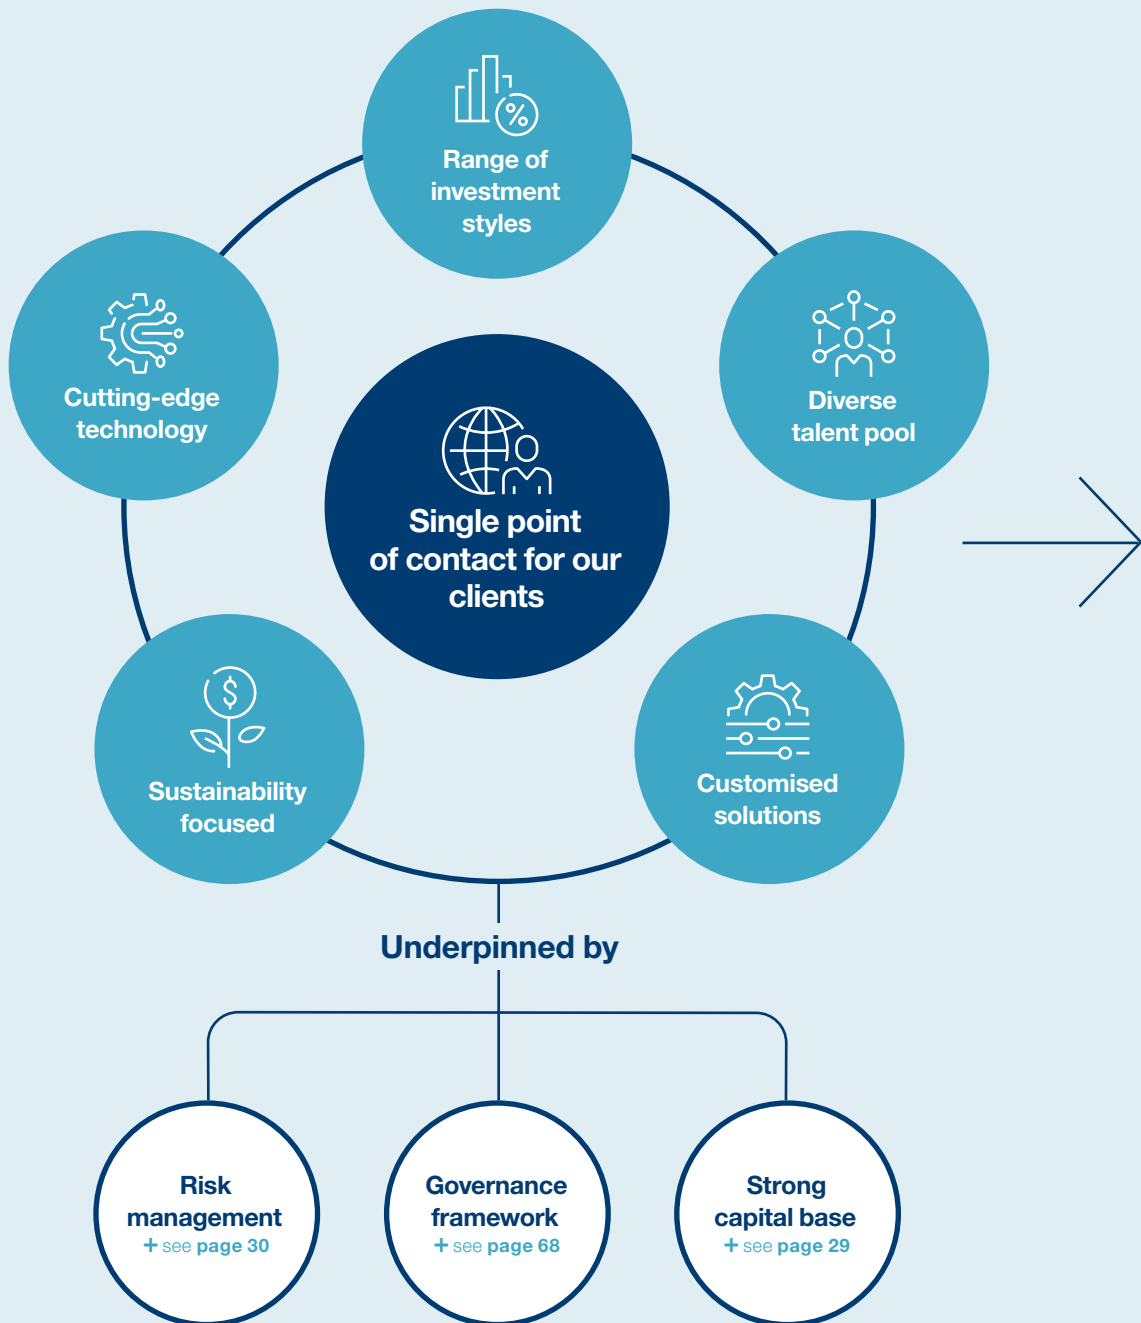 %
Range of
investment
styles
Cutting-edge
technology
Diverse
talent pool
Single point
of contact for our
clients
$
Sustainability
focused
Customised
solutions
Underpinned by
Risk
management
+ see page 30
Governance
framework
+ see page 68
Strong
capital base
+ see page 29